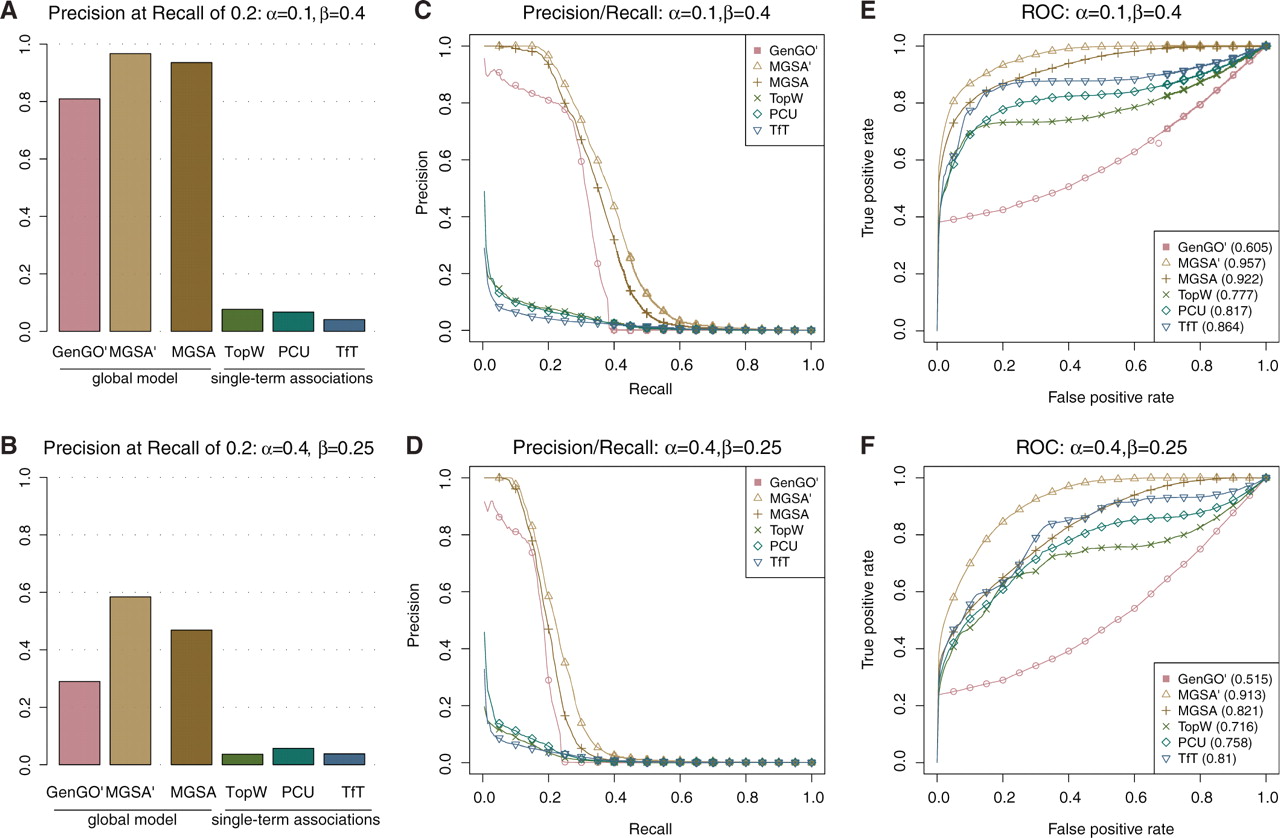 A
Precision at Recall of 0.2: α=0.1, β=0.4
0.0 0.2 0.4 0.6 0.8 1.0
GenGO' MGSA' MGSA TopW PCU TfT
global model single-term associations
C
Precision/Recall: α=0.1,β=0.4
Precision
0.0 0.2 0.4 0.6 0.8 1.0
GenGO'
MGSA'
MGSA
TopW
PCU
TfT
0.0 0.2 0.4 0.6 0.8 1.0
Recall
E
ROC: α=0.1,β=0.4
True positive rate
0.0 0.2 0.4 0.6 0.8 1.0
GenGO' (0.605)
MGSA' (0.957)
MGSA (0.922)
TopW (0.777)
PCU (0.817)
TfT (0.864)
0.0 0.2 0.4 0.6 0.8 1.0
False positive rate
B
Precision at Recall of 0.2: α=0.4, β=0.25
0.0 0.2 0.4 0.6 0.8 1.0
GenGO' MGSA' MGSA TopW PCU TfT
global model single-term associations
D
Precision/Recall: α=0.4,β=0.25
Precision
0.0 0.2 0.4 0.6 0.8 1.0
GenGO'
MGSA'
MGSA
TopW
PCU
TfT
0.0 0.2 0.4 0.6 0.8 1.0
Recall
F
ROC: α=0.4,β=0.25
True positive rate
0.0 0.2 0.4 0.6 0.8 1.0
GenGO' (0.515)
MGSA' (0.913)
MGSA (0.821)
TopW (0.716)
PCU (0.758)
TfT (0.81)
0.0 0.2 0.4 0.6 0.8 1.0
False positive rate